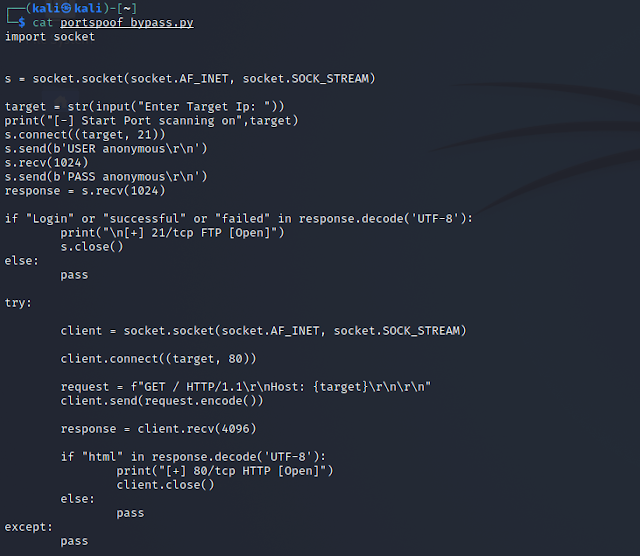 ┌──(kali㉿kali)-[~]
└─$ cat portspoof_bypass.py
import socket


s = socket.socket(socket.AF_INET, socket.SOCK_STREAM)

target = str(input("Enter Target Ip: "))
print("[-] Start Port scanning on",target)
s.connect((target, 21))
s.send(b'USER anonymous\r\n')
s.recv(1024)
s.send(b'PASS anonymous\r\n')
response = s.recv(1024)

if "Login" or "successful" or "failed" in response.decode('UTF-8'):
        print("\n[+] 21/tcp FTP [Open]")
        s.close()
else:
        pass

try:

        client = socket.socket(socket.AF_INET, socket.SOCK_STREAM)

        client.connect((target, 80))

        request = f"GET / HTTP/1.1\r\nHost: {target}\r\n\r\n"
        client.send(request.encode())

        response = client.recv(4096)

        if "html" in response.decode('UTF-8'):
                print("[+] 80/tcp HTTP [Open]")
                client.close()
        else:
                pass
except:
        pass